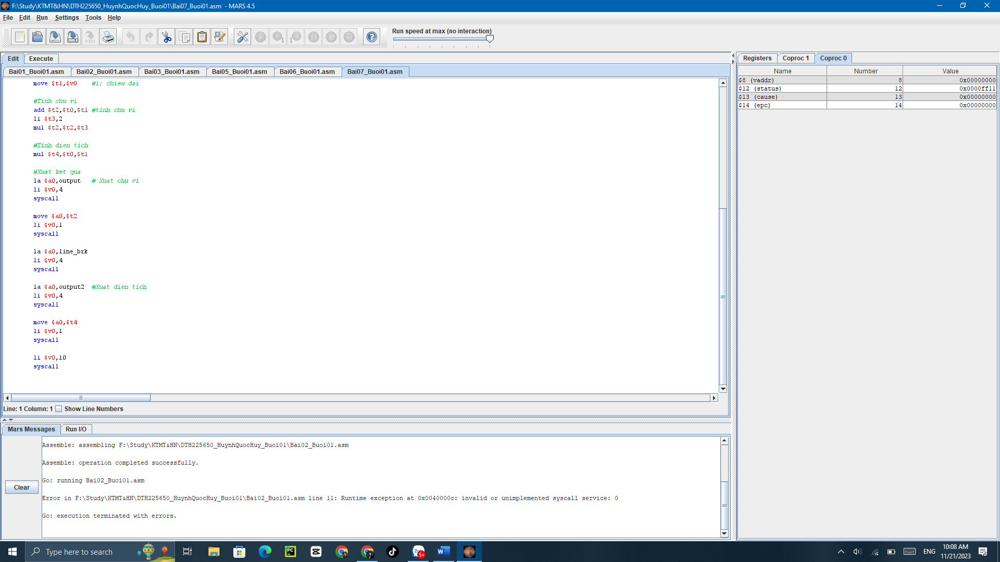 F:\Study\KTMT&HN\DTH225650_HuynhQuocHuy_Buoi01\Bai07_Buoi01.asm - MARS 4.5
File Edit Run Settings Tools Help
Run speed at max (no interaction)
Edit Execute
Bai01_Buoi01.asm Bai02_Buoi01.asm Bai03_Buoi01.asm Bai05_Buoi01.asm Bai06_Buoi01.asm Bai07_Buoi01.asm
move $t1,$v0 #1: chieu dai
#Tinh chu vi
add $t2,$t0,$t1 #tinh chu vi
li $t3,2
mul $t2,$t2,$t3
#Tinh dien tich
mul $t4,$t0,$t1
#Xuat ket qua
la $a0,output # Xuat chu vi
li $v0,4
syscall
move $a0,$t2
li $v0,1
syscall
la $a0,line_brk
li $v0,4
syscall
la $a0,output2 #Xuat dien tich
li $v0,4
syscall
move $a0,$t4
li $v0,1
syscall
li $v0,10
syscall
Line: 1 Column: 1 Show Line Numbers
Mars Messages Run I/O
Clear
Assemble: assembling F:\Study\KTMT&HN\DTH225650_HuynhQuocHuy_Buoi01\Bai02_Buoi01.asm
Assemble: operation completed successfully.
Go: running Bai02_Buoi01.asm
Error in F:\Study\KTMT&HN\DTH225650_HuynhQuocHuy_Buoi01\Bai02_Buoi01.asm line 11: Runtime exception at 0x0040000c: invalid or unimplemented syscall service: 0
Go: execution terminated with errors.
Registers Coproc 1 Coproc 0
Name Number Value
$8 (vaddr) 8 0x00000000
$12 (status) 12 0x0000ff11
$13 (cause) 13 0x00000000
$14 (epc) 14 0x00000000
Type here to search
ENG
10:08 AM
11/21/2023